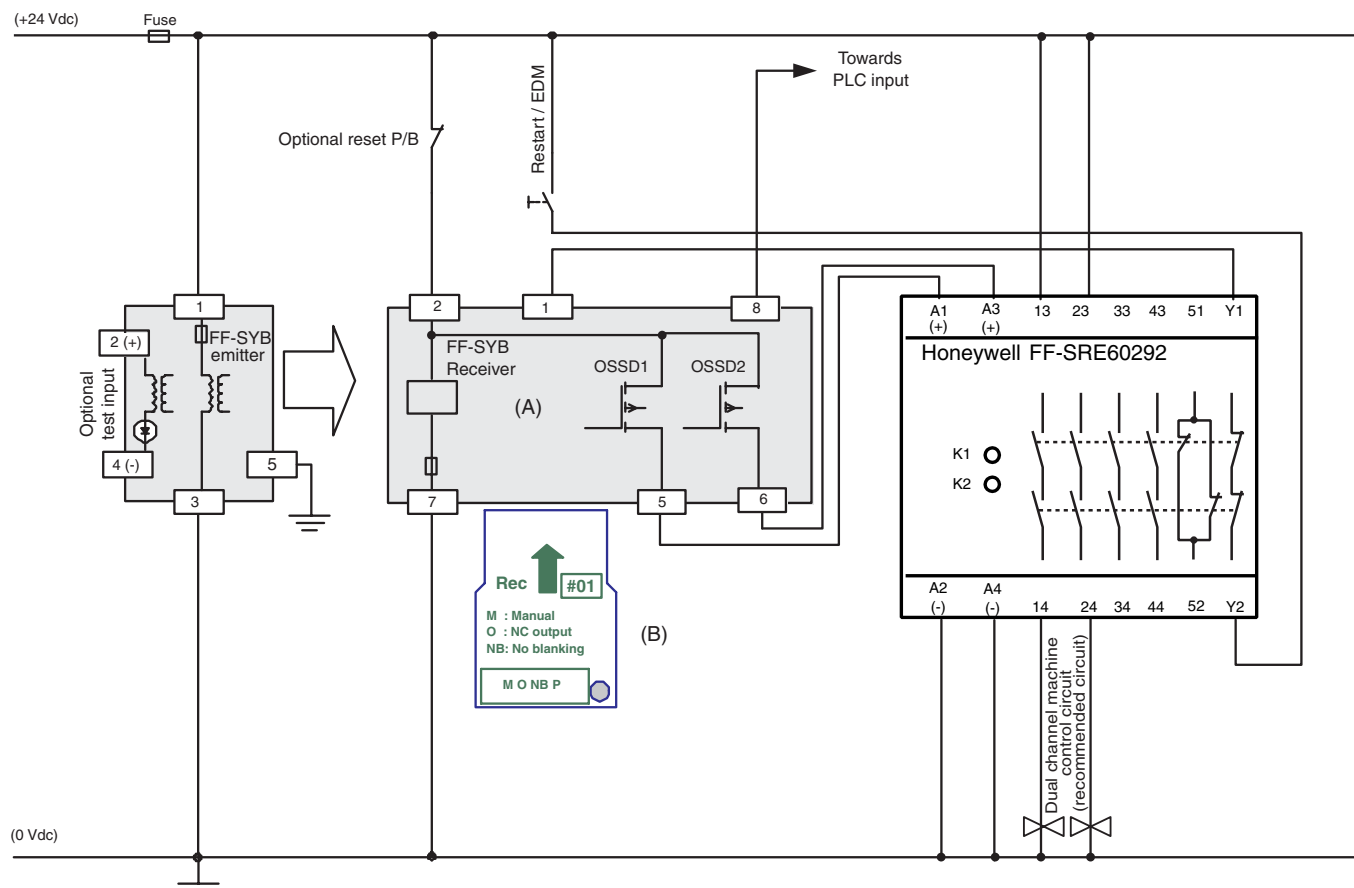 (+24 Vdc)
Fuse
Towards
PLC input
Optional reset P/B
Restart / EDM
1
2 (+)
FF-SYB
emitter
Optional
test input
4 (-)
5
3
2
1
8
FF-SYB
Receiver
OSSD1
OSSD2
(A)
7
5
6
Rec
#01
M : Manual
O : NC output
NB: No blanking
M O NB P
(B)
A1
(+)
A3
(+)
13
23
33
43
51
Y1
Honeywell FF-SRE60292
K1
K2
A2
(-)
A4
(-)
14
24
34
44
52
Y2
Dual channel machine
control circuit
(recommended circuit)
(0 Vdc)